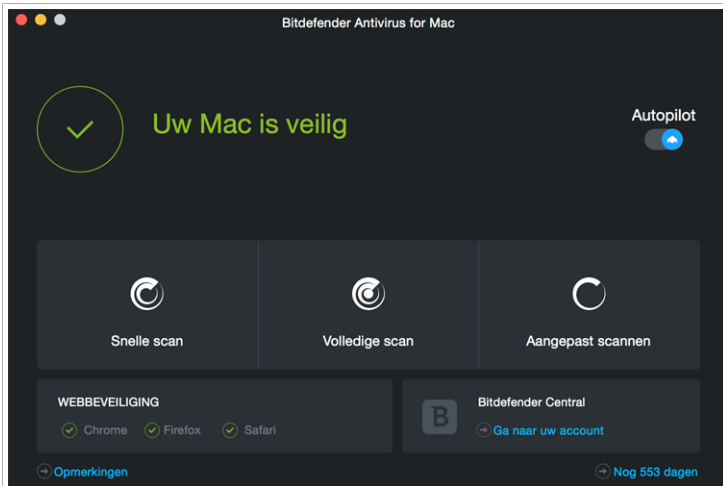 Bitdefender Antivirus for Mac
Uw Mac is veilig
Autopilot
Snelle scan
Volledige scan
Aangepast scannen
WEBBEVEILIGING
Chrome
Firefox
Safari
B
Bitdefender Central
Ga naar uw account
Opmerkingen
Nog 553 dagen